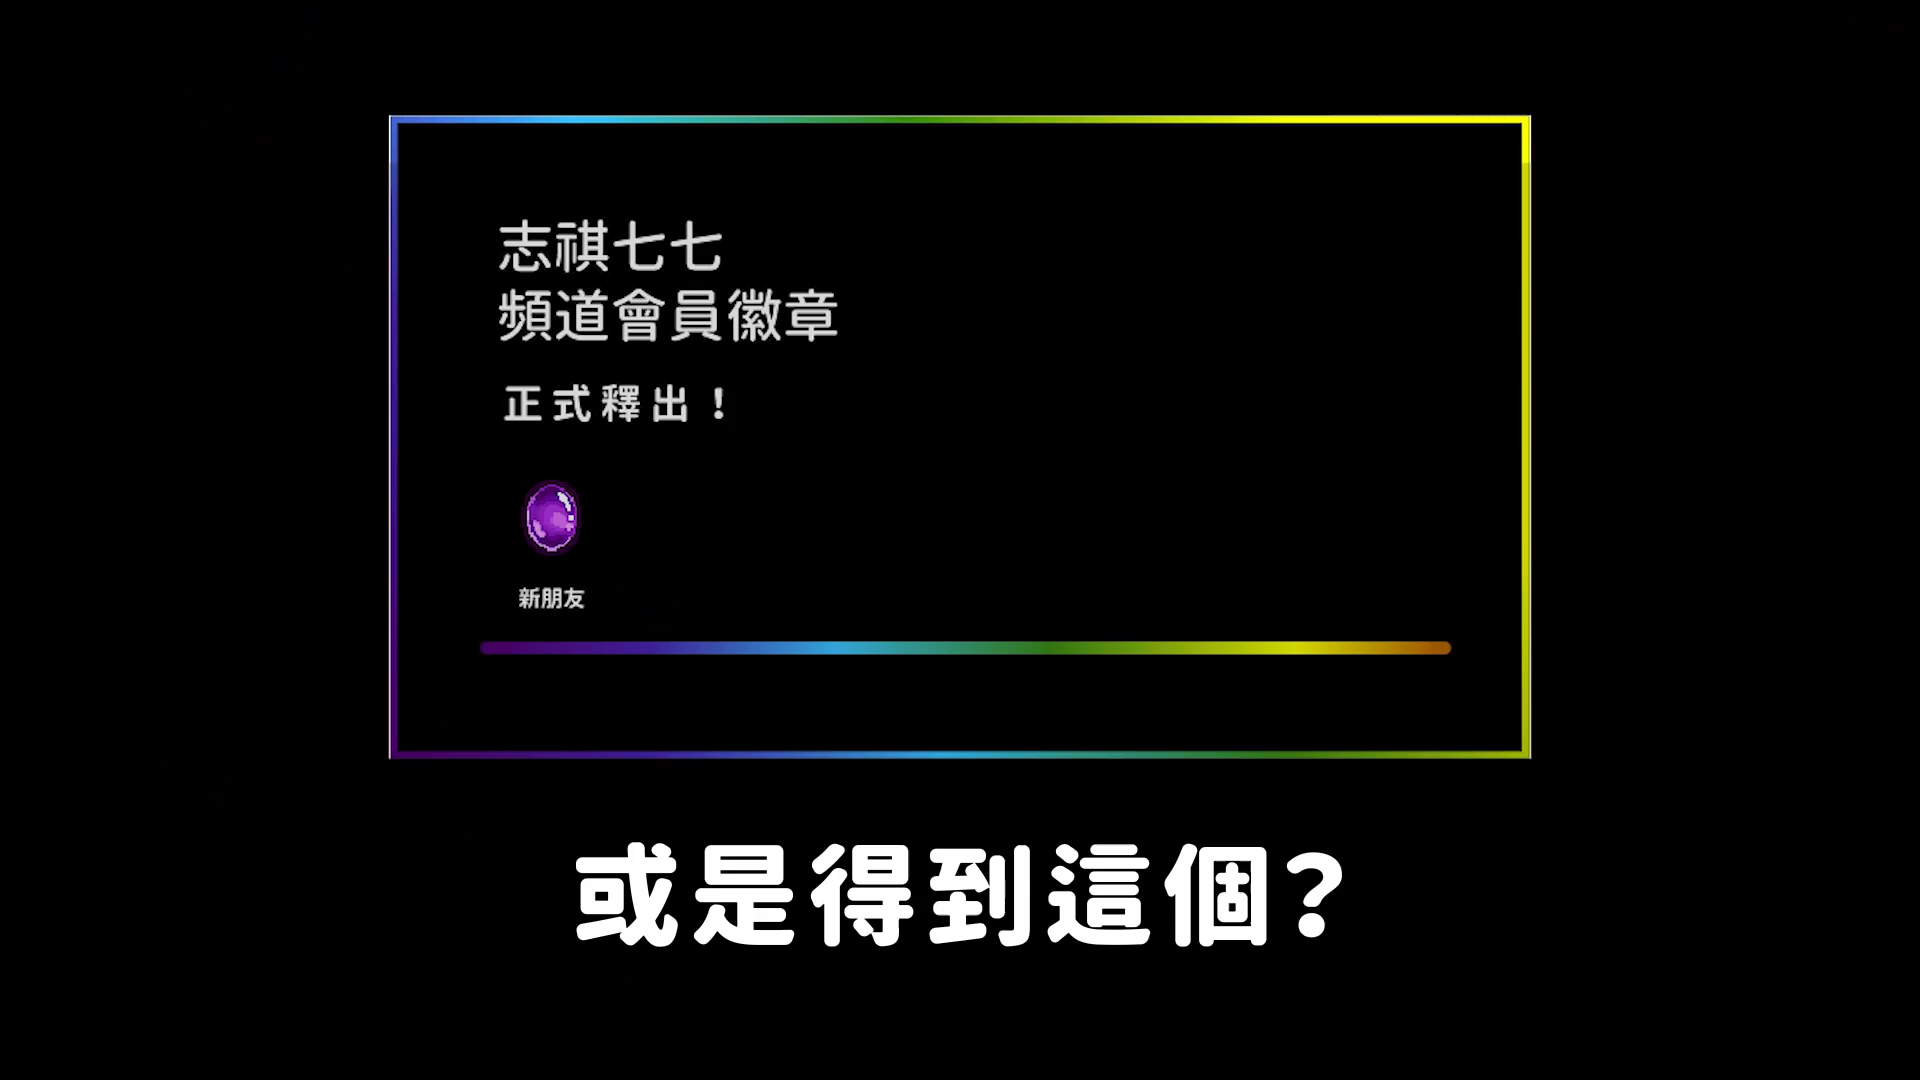 志祺七七
頻道會員徽章
正式釋出！
新朋友
或是得到這個？